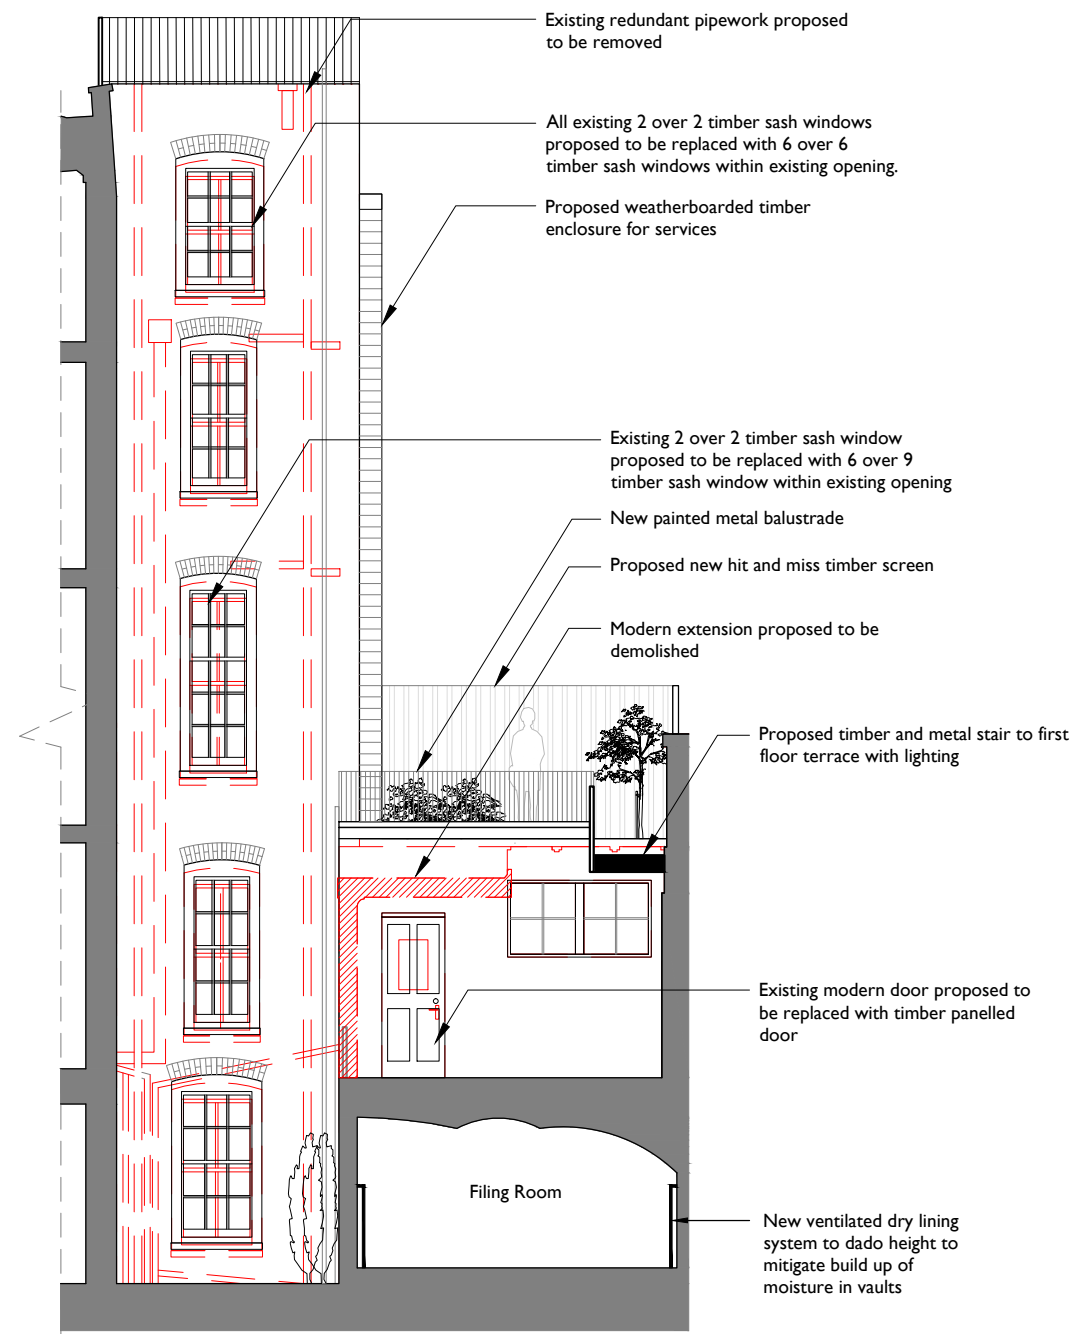 Existing redundant pipework proposed
to be removed
All existing 2 over 2 timber sash windows
proposed to be replaced with 6 over 6
timber sash windows within existing opening.
Proposed weatherboarded timber
enclosure for services
Existing 2 over 2 timber sash window
proposed to be replaced with 6 over 9
timber sash window within existing opening
New painted metal balustrade
Proposed new hit and miss timber screen
Modern extension proposed to be
demolished
Proposed timber and metal stair to first
floor terrace with lighting
Existing modern door proposed to
be replaced with timber panelled
door
Filing Room
New ventilated dry lining
system to dado height to
mitigate build up of
moisture in vaults